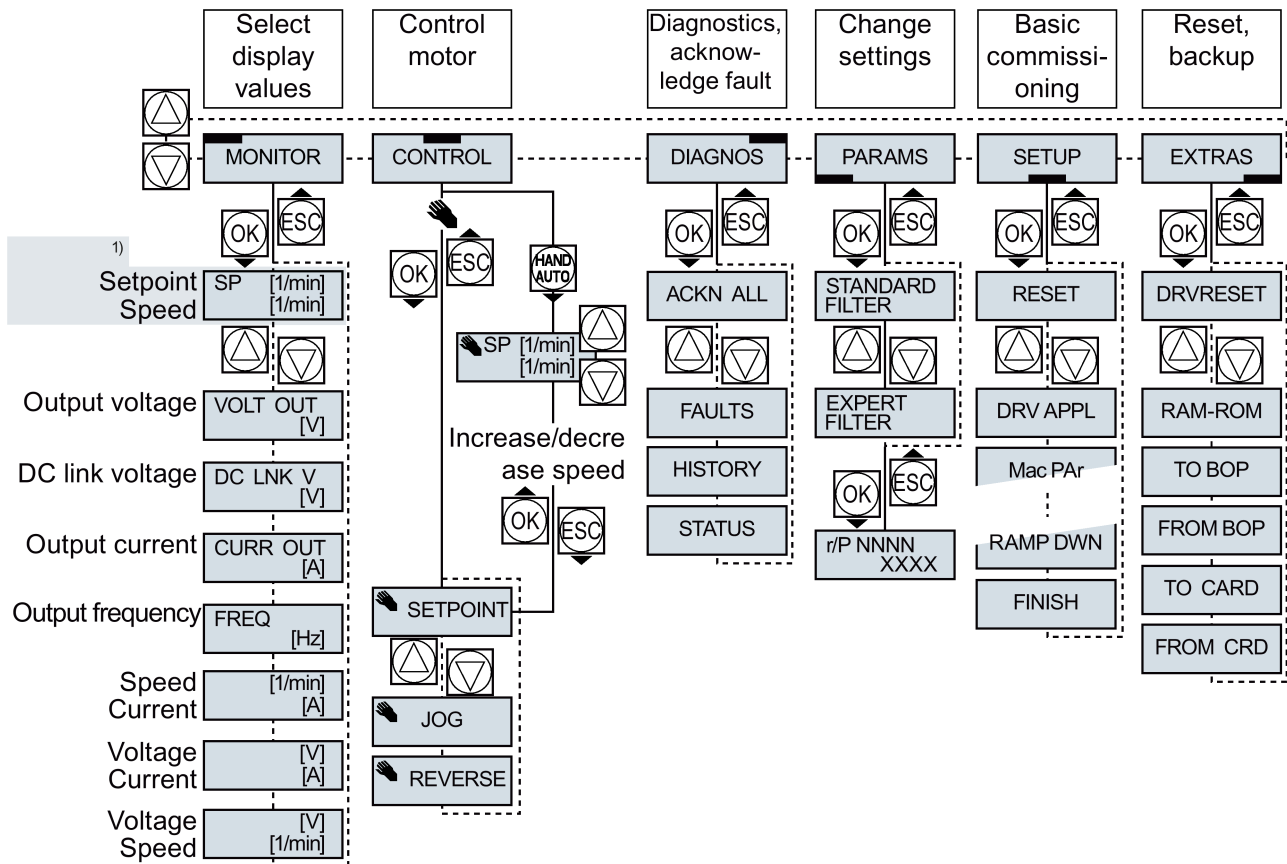 Select
display
values
Control
motor
Diagnostics,
acknow-
ledge fault
Change
settings
Basic
commissi-
oning
Reset,
backup
MONITOR
CONTROL
DIAGNOS
PARAMS
SETUP
EXTRAS
OK
ESC
OK
ESC
HAND
AUTO
OK
ESC
OK
ESC
OK
ESC
OK
ESC
1)
Setpoint
Speed
SP [1/min]
[1/min]
SP [1/min]
[1/min]
Increase/decre
ase speed
OK
ESC
ACKN ALL
FAULTS
HISTORY
STATUS
STANDARD
FILTER
EXPERT
FILTER
OK
ESC
r/P NNNN
XXXX
RESET
DRV APPL
Mac PAr
RAMP DWN
FINISH
DRVRESET
RAM-ROM
TO BOP
FROM BOP
TO CARD
FROM CRD
Output voltage
VOLT OUT
[V]
DC link voltage
DC LNK V
[V]
Output current
CURR OUT
[A]
Output frequency
FREQ
[Hz]
Speed
Current
[1/min]
[A]
Voltage
Current
[V]
[A]
Voltage
Speed
[V]
[1/min]
SETPOINT
JOG
REVERSE